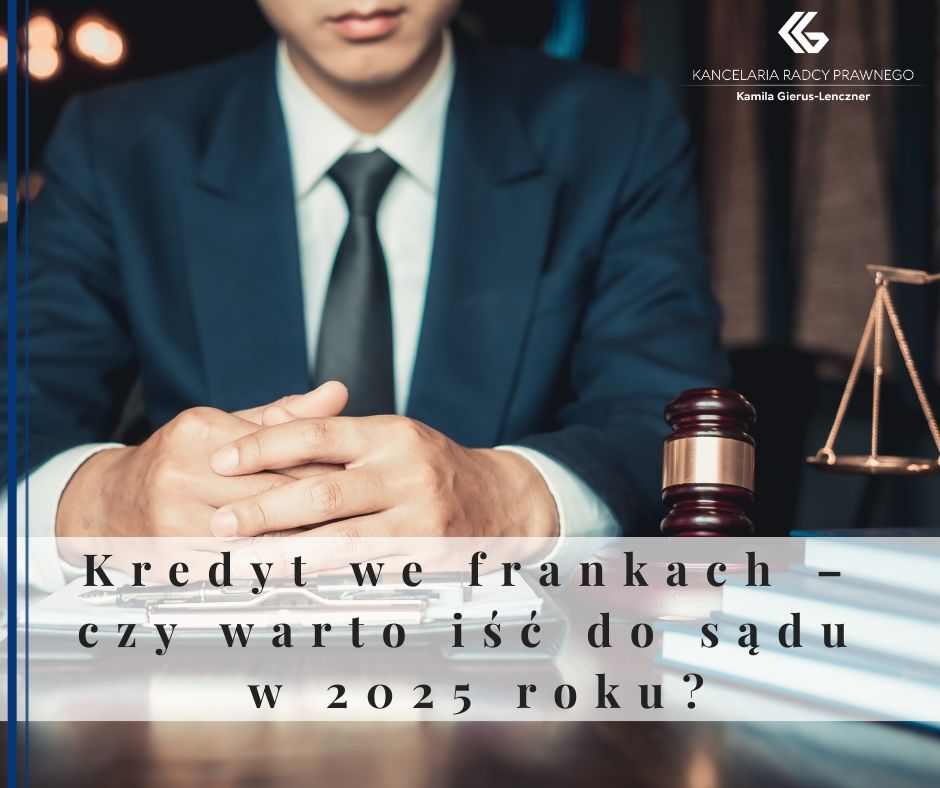 KANCELARIA RADCY PRAWNEGO
Kamila Gierus-Lenczner
Kredyt we frankach –
czy warto iść do sądu
w 2025 roku?